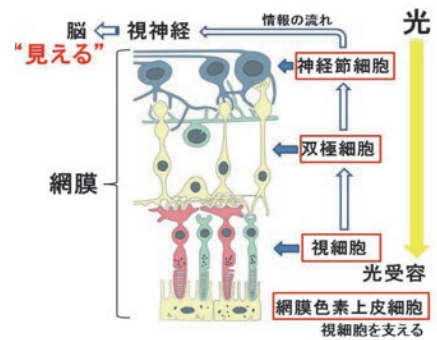 脳 視神経
情報の流れ
光
“見える”
神経節細胞
双極細胞
網膜
視細胞
光受容
網膜色素上皮細胞
視細胞を支える